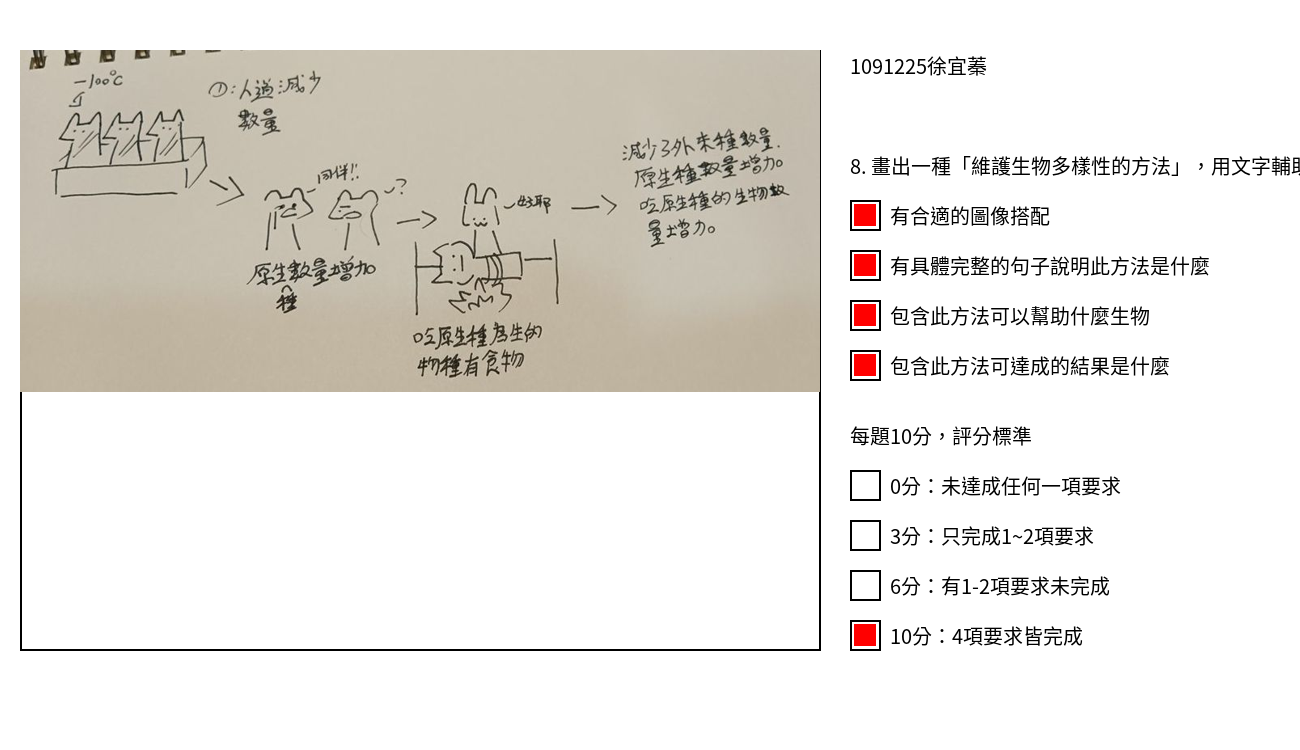 -100℃
①:人道減少
數量
同伴!!
?
原生數量增加
種
好耶
吃原生種為生的
物種有食物
減少了外來種數量.
原生種數量增加。
吃原生種的生物數
量增加。
1091225徐宜蓁
8. 畫出一種「維護生物多樣性的方法」，用文字輔助
有合適的圖像搭配
有具體完整的句子說明此方法是什麼
包含此方法可以幫助什麼生物
包含此方法可達成的結果是什麼
每題10分，評分標準
0分：未達成任何一項要求
3分：只完成1~2項要求
6分：有1-2項要求未完成
10分：4項要求皆完成